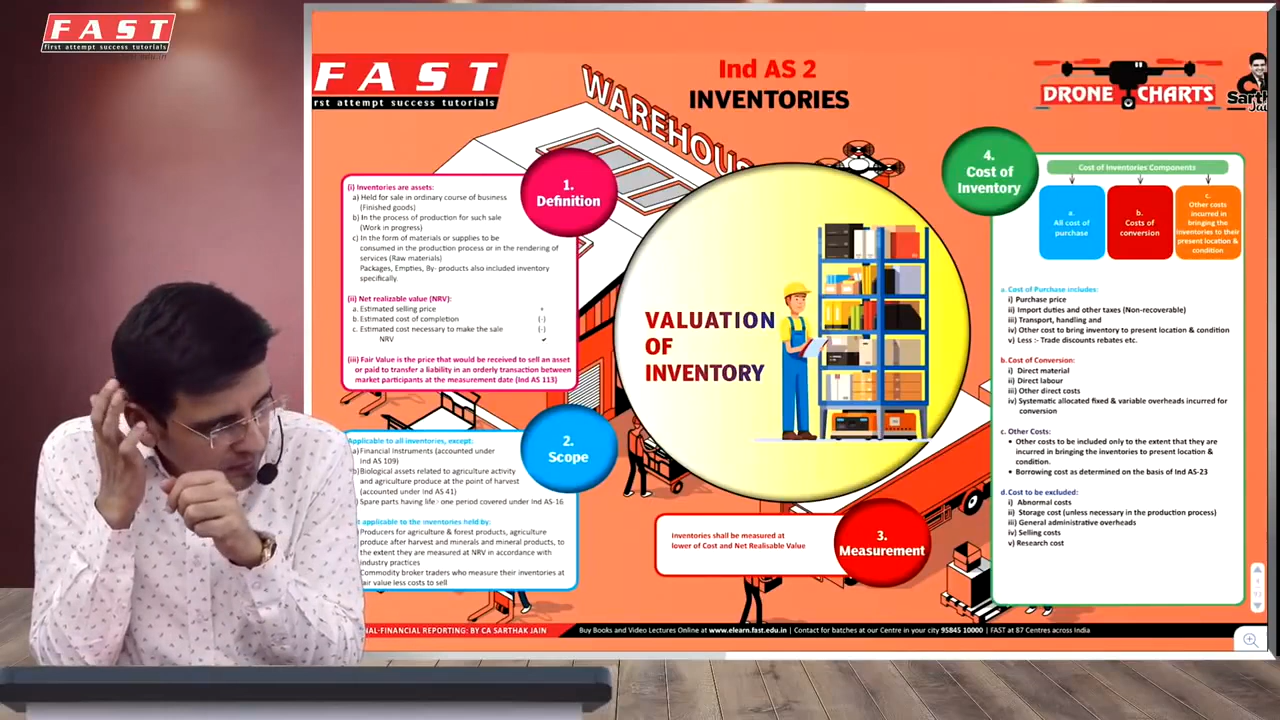 FAST
first attempt success tutorials
FAST
rst attempt success tutorials
Ind AS 2
INVENTORIES
DRONE CHARTS
Sarth
WAREHOU
1.
Definition
(i) Inventories are assets:
a) Held for sale in ordinary course of business
(Finished goods)
b) In the process of production for such sale
(Work in progress)
c) In the form of materials or supplies to be
consumed in the production process or in the rendering of
services (Raw materials)
Packages, Empties, By- products also included inventory
specifically.
(ii) Net realizable value (NRV):
a. Estimated selling price
b. Estimated cost of completion (-)
c. Estimated cost necessary to make the sale (-)
NRV
(iii) Fair Value is the price that would be received to sell an asset
or paid to transfer a liability in an orderly transaction between
market participants at the measurement date (Ind AS 113)
2.
Scope
Applicable to all inventories, except:
a) Financial Instruments (accounted under
Ind AS 109)
b) Biological assets related to agriculture activity
and agriculture produce at the point of harvest
(accounted under Ind AS 41)
) Spare parts having life:- one period covered under Ind AS-16
t applicable to the inventories held by:
Producers for agriculture & forest products, agriculture
produce after harvest and minerals and mineral products, to
the extent they are measured at NRV in accordance with
industry practices
Commodity broker traders who measure their inventories at
air value less costs to sell
VALUATION
OF
INVENTORY
3.
Measurement
Inventories shall be measured at
lower of Cost and Net Realisable Value
4.
Cost of
Inventory
Cost of Inventories Components
a.
All cost of
purchase
b.
Costs of
conversion
c.
Other costs
incurred in
bringing the
inventories to their
present location &
condition
a. Cost of Purchase includes:
i) Purchase price
ii) Import duties and other taxes (Non-recoverable)
iii) Transport, handling and
iv) Other cost to bring inventory to present location & condition
v) Less :- Trade discounts rebates etc.
b. Cost of Conversion:
i) Direct material
ii) Direct labour
iii) Other direct costs
iv) Systematic allocated fixed & variable overheads incurred for
conversion
c. Other Costs:
• Other costs to be included only to the extent that they are
incurred in bringing the inventories to present location &
condition.
• Borrowing cost as determined on the basis of Ind AS-23
d. Cost to be excluded:
i) Abnormal costs
ii) Storage cost (unless necessary in the production process)
iii) General administrative overheads
iv) Selling costs
v) Research cost
AL-FINANCIAL REPORTING: BY CA SARTHAK JAIN
Buy Books and Video Lectures Online at www.elearn.fast.edu.in | Contact for batches at our Centre in your city 95845 10000 | FAST at 87 Centres across India